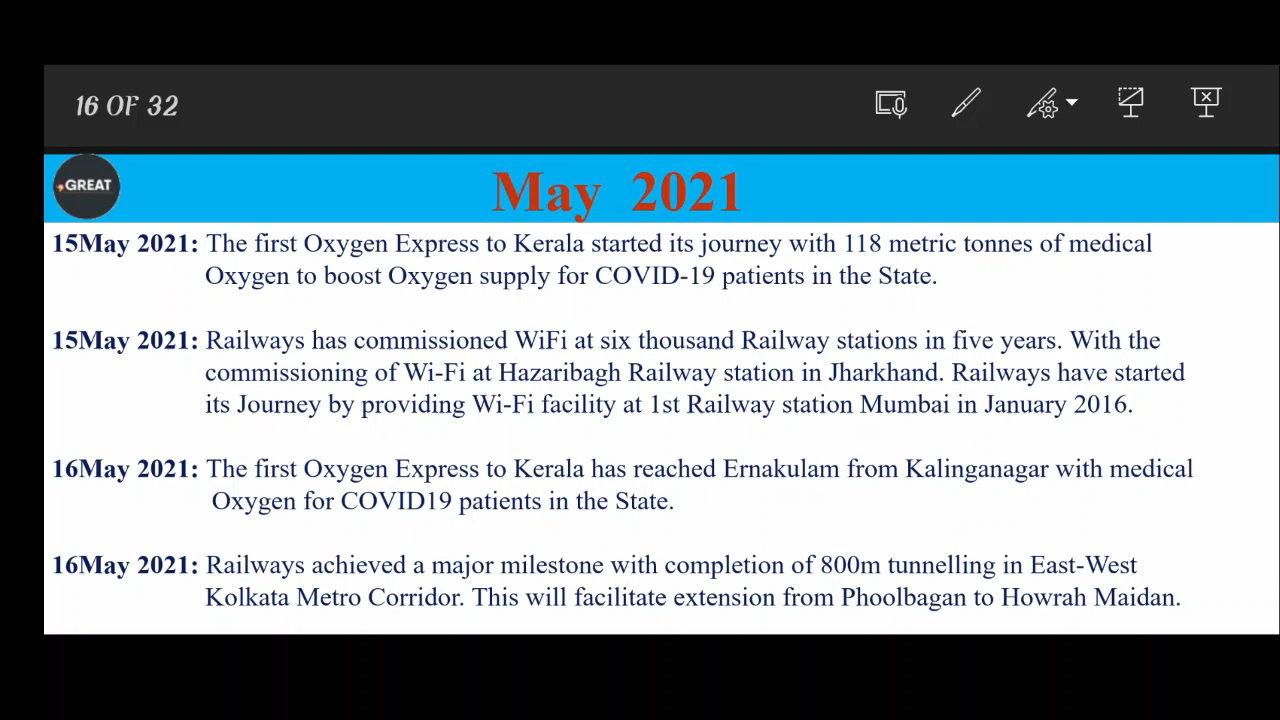 16 OF 32
GREAT
May 2021
15May 2021: The first Oxygen Express to Kerala started its journey with 118 metric tonnes of medical
Oxygen to boost Oxygen supply for COVID-19 patients in the State.
15May 2021: Railways has commissioned WiFi at six thousand Railway stations in five years. With the
commissioning of Wi-Fi at Hazaribagh Railway station in Jharkhand. Railways have started
its Journey by providing Wi-Fi facility at 1st Railway station Mumbai in January 2016.
16May 2021: The first Oxygen Express to Kerala has reached Ernakulam from Kalinganagar with medical
Oxygen for COVID19 patients in the State.
16May 2021: Railways achieved a major milestone with completion of 800m tunnelling in East-West
Kolkata Metro Corridor. This will facilitate extension from Phoolbagan to Howrah Maidan.